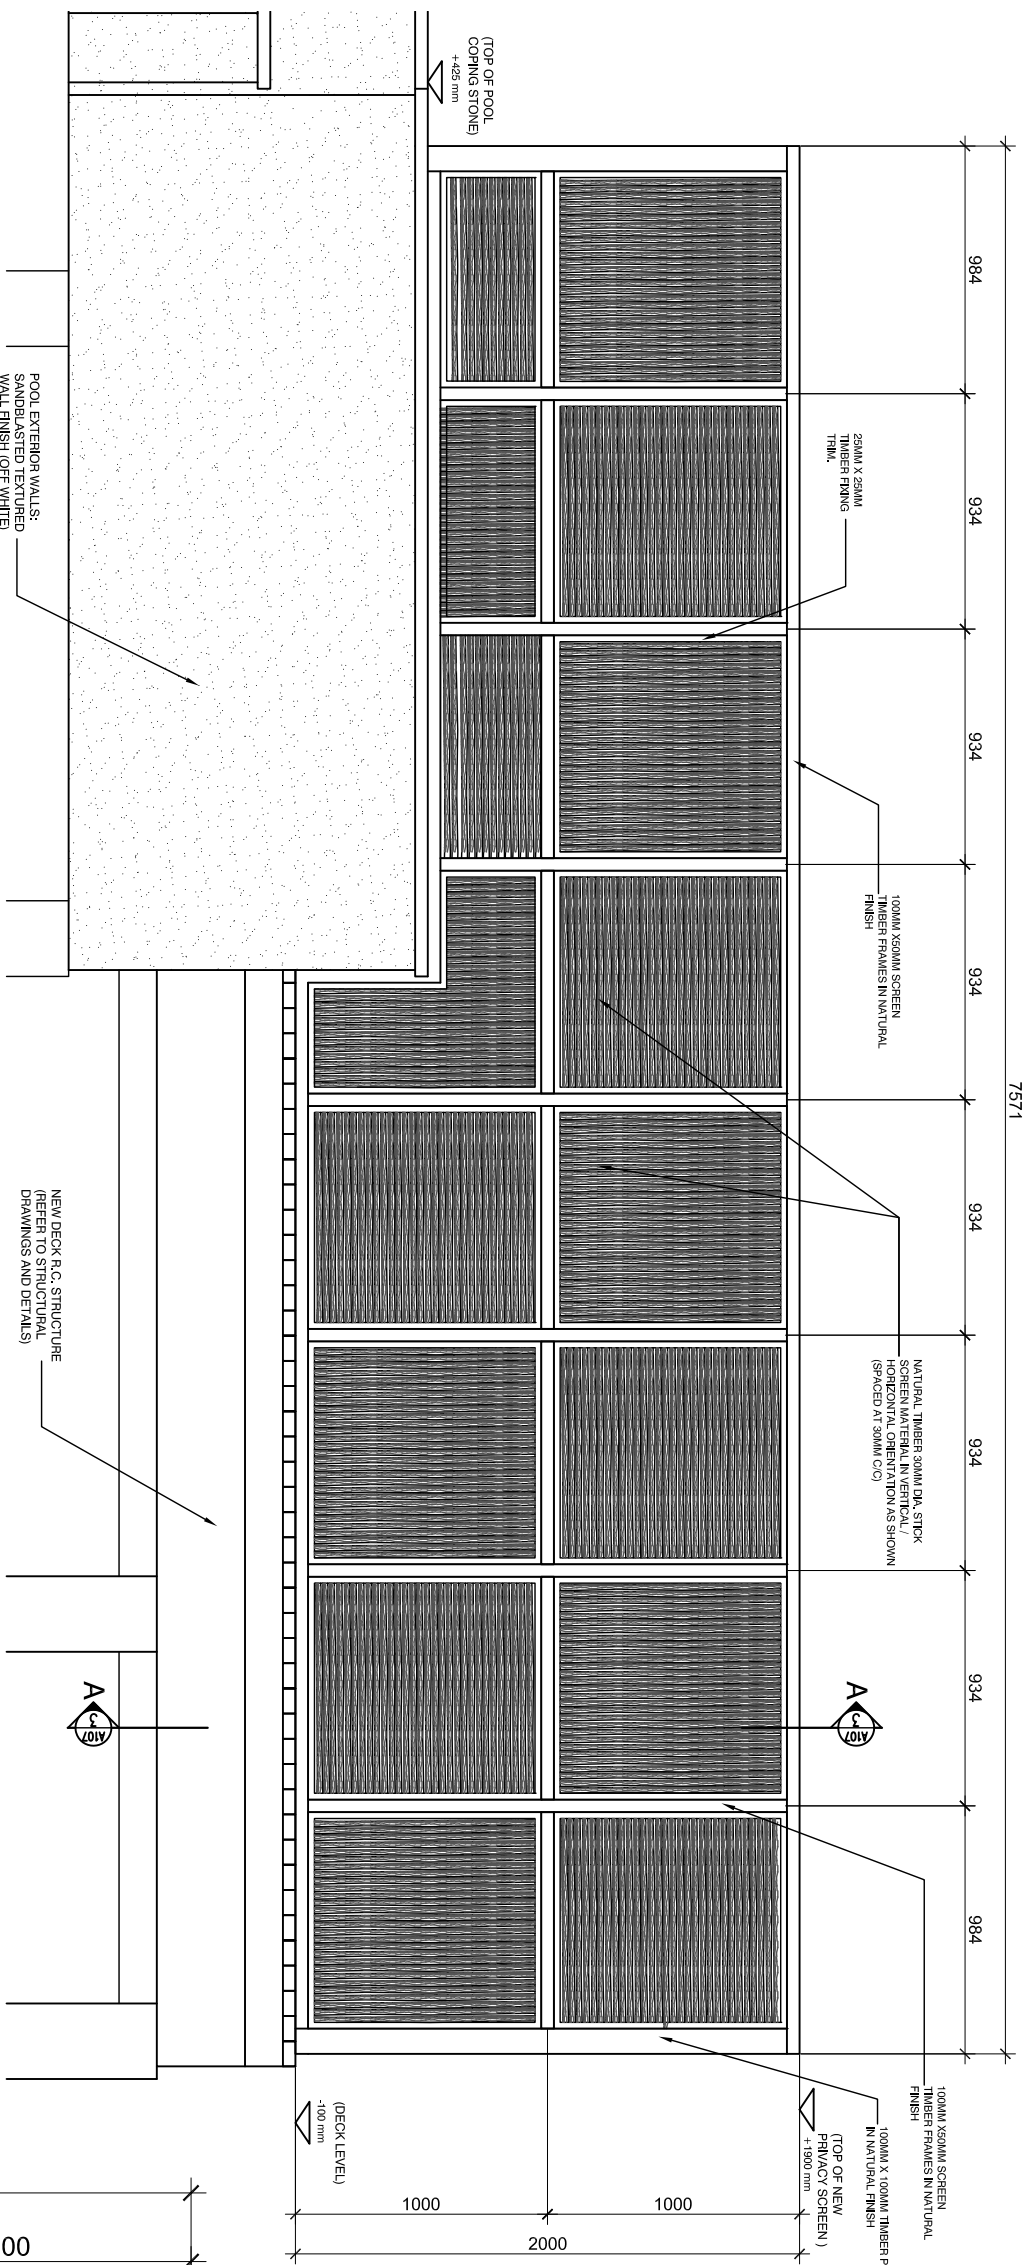 7571
984
934
934
934
934
934
934
984
(TOP OF POOL
COPING STONE)
+425 mm
25MM X 25MM
TIMBER FIXING
TRIM.
100MM X50MM SCREEN
TIMBER FRAMES IN NATURAL
FINISH
NATURAL TIMBER 30MM DIA. STICK
SCREEN MATERIAL IN VERTICAL /
HORIZONTAL ORIENTATION AS SHOWN
(SPACED AT 30MM C/C)
100MM X50MM SCREEN
TIMBER FRAMES IN NATURAL
FINISH
100MM X 100MM TIMBER P
IN NATURAL FINISH
(TOP OF NEW
PRIVACY SCREEN )
+1900 mm
A
3
A107
1000
1000
2000
(DECK LEVEL)
-100 mm
A
3
A107
POOL EXTERIOR WALLS:
SANDBLASTED TEXTURED
WALL FINISH (OFF WHITE)
NEW DECK R.C. STRUCTURE
(REFER TO STRUCTURAL
DRAWINGS AND DETAILS)
00